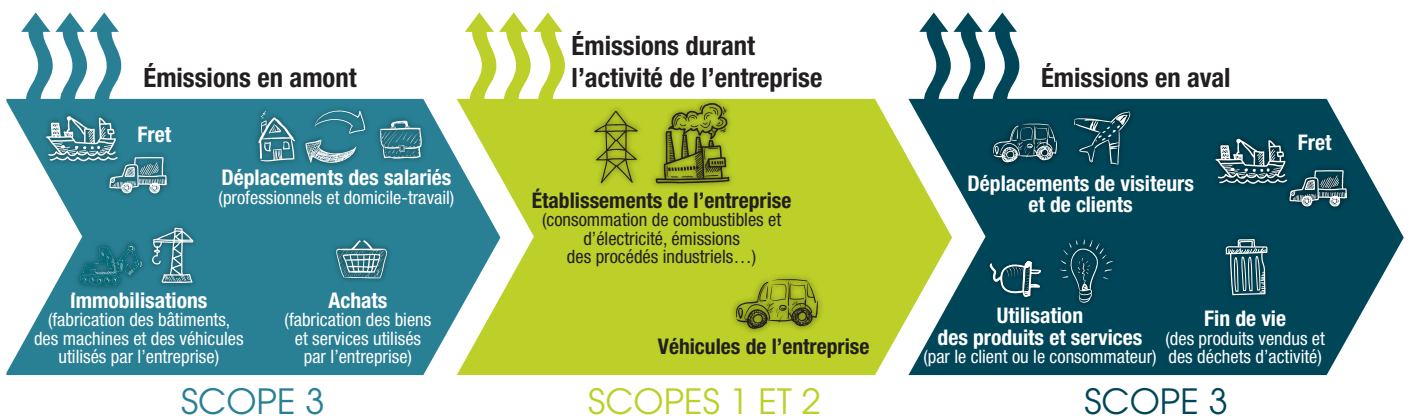 Émissions en amont
Fret
Déplacements des salariés
(professionnels et domicile-travail)
Immobilisations
(fabrication des bâtiments,
des machines et des véhicules
utilisés par l’entreprise)
Achats
(fabrication des biens
et services utilisés
par l’entreprise)
SCOPE 3
Émissions durant
l’activité de l’entreprise
Établissements de l’entreprise
(consommation de combustibles et
d’électricité, émissions
des procédés industriels…)
Véhicules de l’entreprise
SCOPES 1 ET 2
Émissions en aval
Déplacements de visiteurs
et de clients
Fret
Utilisation
des produits et services
(par le client ou le consommateur)
Fin de vie
(des produits vendus et
des déchets d’activité)
SCOPE 3